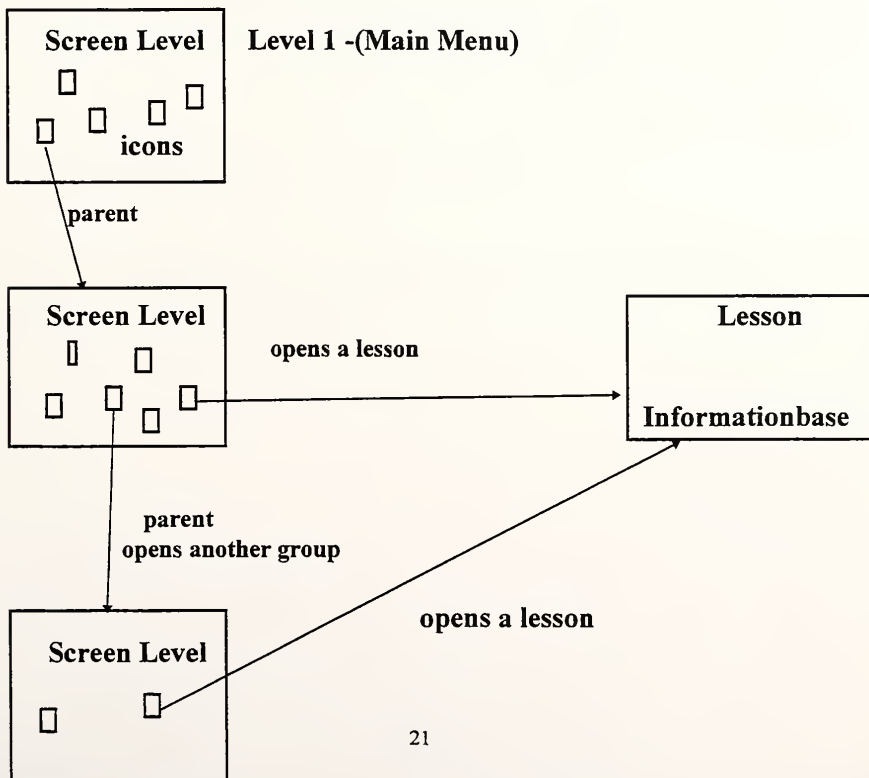 Screen Level
Level 1 -(Main Menu)
icons
parent
Screen Level
opens a lesson
Lesson
Informationbase
parent
opens another group
opens a lesson
Screen Level
21